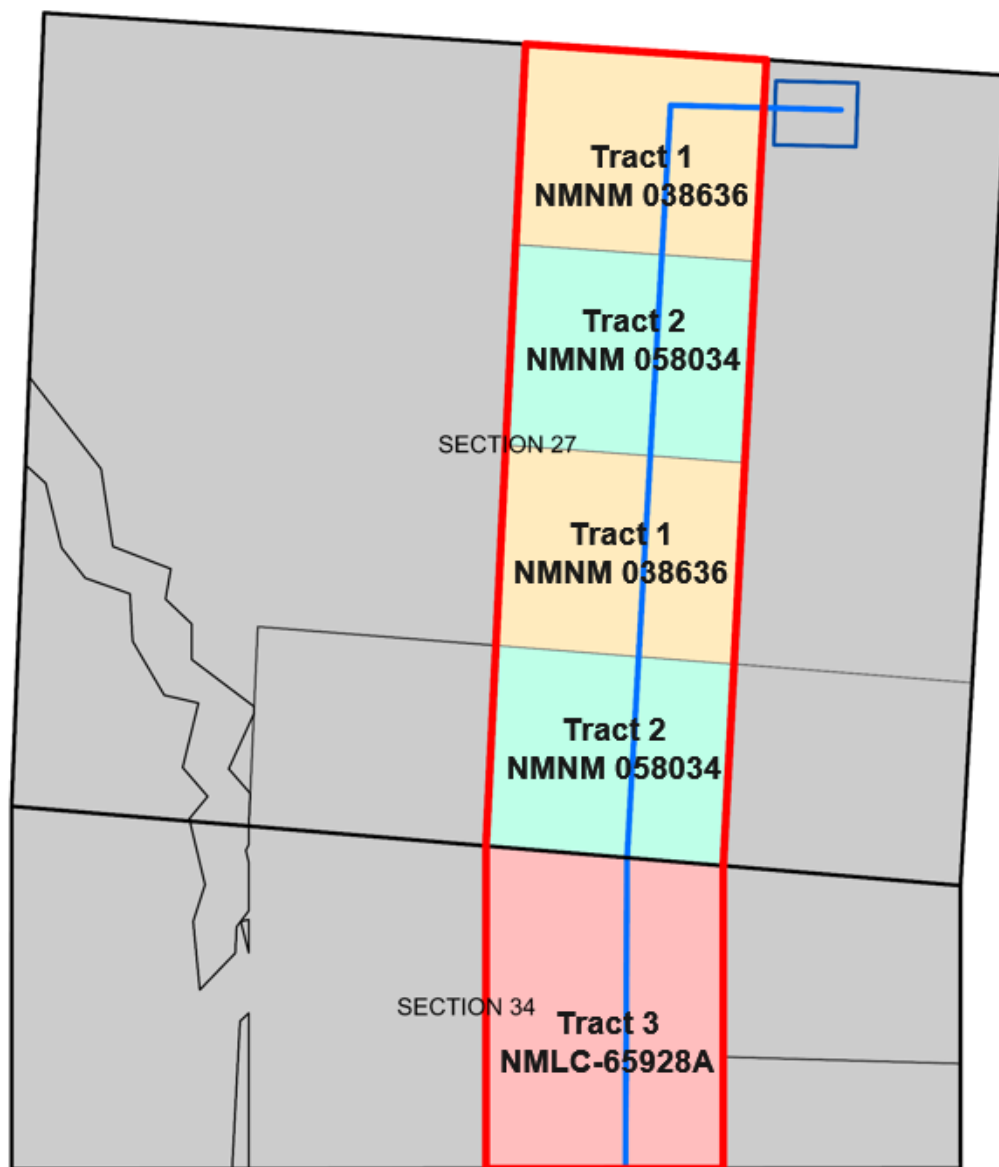 Tract 1
NMNM 038636
Tract 2
NMNM 058034
SECTION 27
Tract 1
NMNM 038636
Tract 2
NMNM 058034
SECTION 34
Tract 3
NMLC-65928A